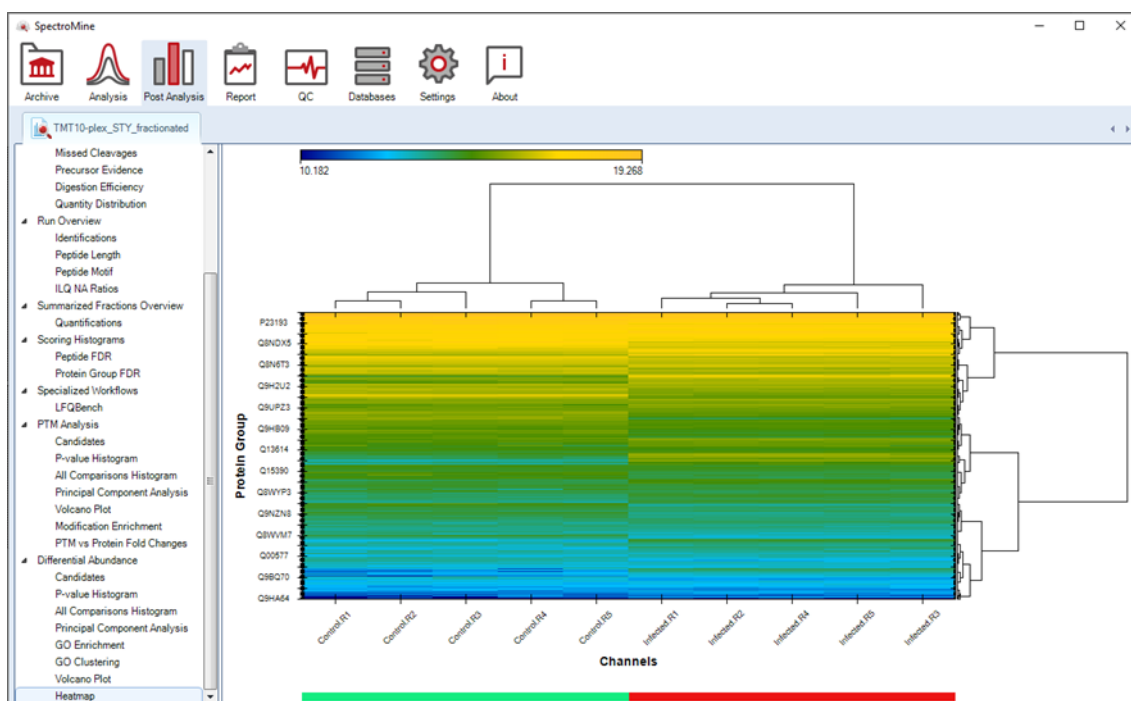 SpectroMine
Archive
Analysis
Post Analysis
Report
QC
Databases
Settings
About
TMT10-plex_STY_fractionated
Missed Cleavages
Precursor Evidence
Digestion Efficiency
Quantity Distribution
Run Overview
Identifications
Peptide Length
Peptide Motif
ILQ NA Ratios
Summarized Fractions Overview
Quantifications
Scoring Histograms
Peptide FDR
Protein Group FDR
Specialized Workflows
LFQBench
PTM Analysis
Candidates
P-value Histogram
All Comparisons Histogram
Principal Component Analysis
Volcano Plot
Modification Enrichment
PTM vs Protein Fold Changes
Differential Abundance
Candidates
P-value Histogram
All Comparisons Histogram
Principal Component Analysis
GO Enrichment
GO Clustering
Volcano Plot
Heatmap
10.182 19.268
Protein Group
P23193
Q8NDX5
Q8N6T3
Q9H2U2
Q9UPZ3
Q9HB09
Q13614
Q15390
Q8WYP3
Q9NZN8
Q8WVM7
Q00577
Q9BQ70
Q9HA64
Control.R1 Control.R2 Control.R3 Control.R4 Control.R5 Infected.R1 Infected.R2 Infected.R4 Infected.R5 Infected.R3
Channels